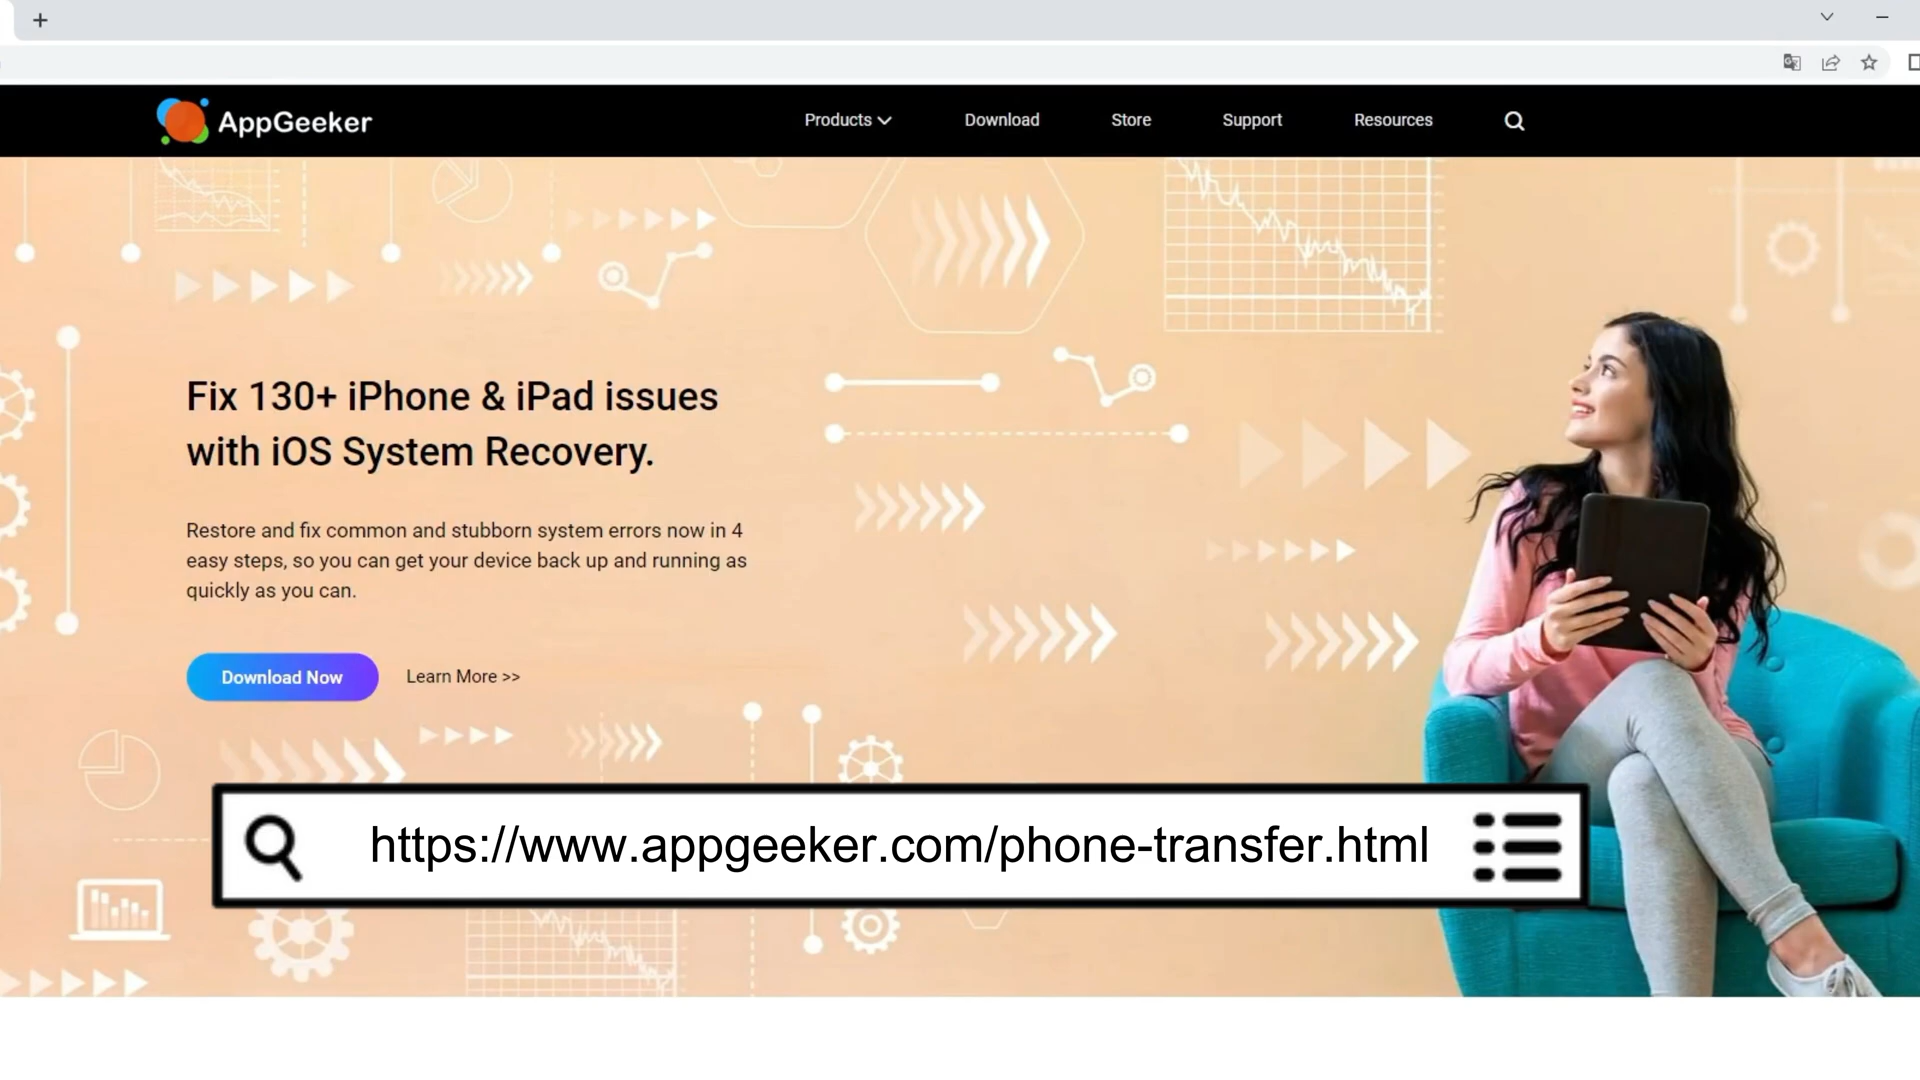 AppGeeker
Products
Download
Store
Support
Resources
Fix 130+ iPhone & iPad issues
with iOS System Recovery.
Restore and fix common and stubborn system errors now in 4
easy steps, so you can get your device back up and running as
quickly as you can.
Download Now
Learn More >>
https://www.appgeeker.com/phone-transfer.html